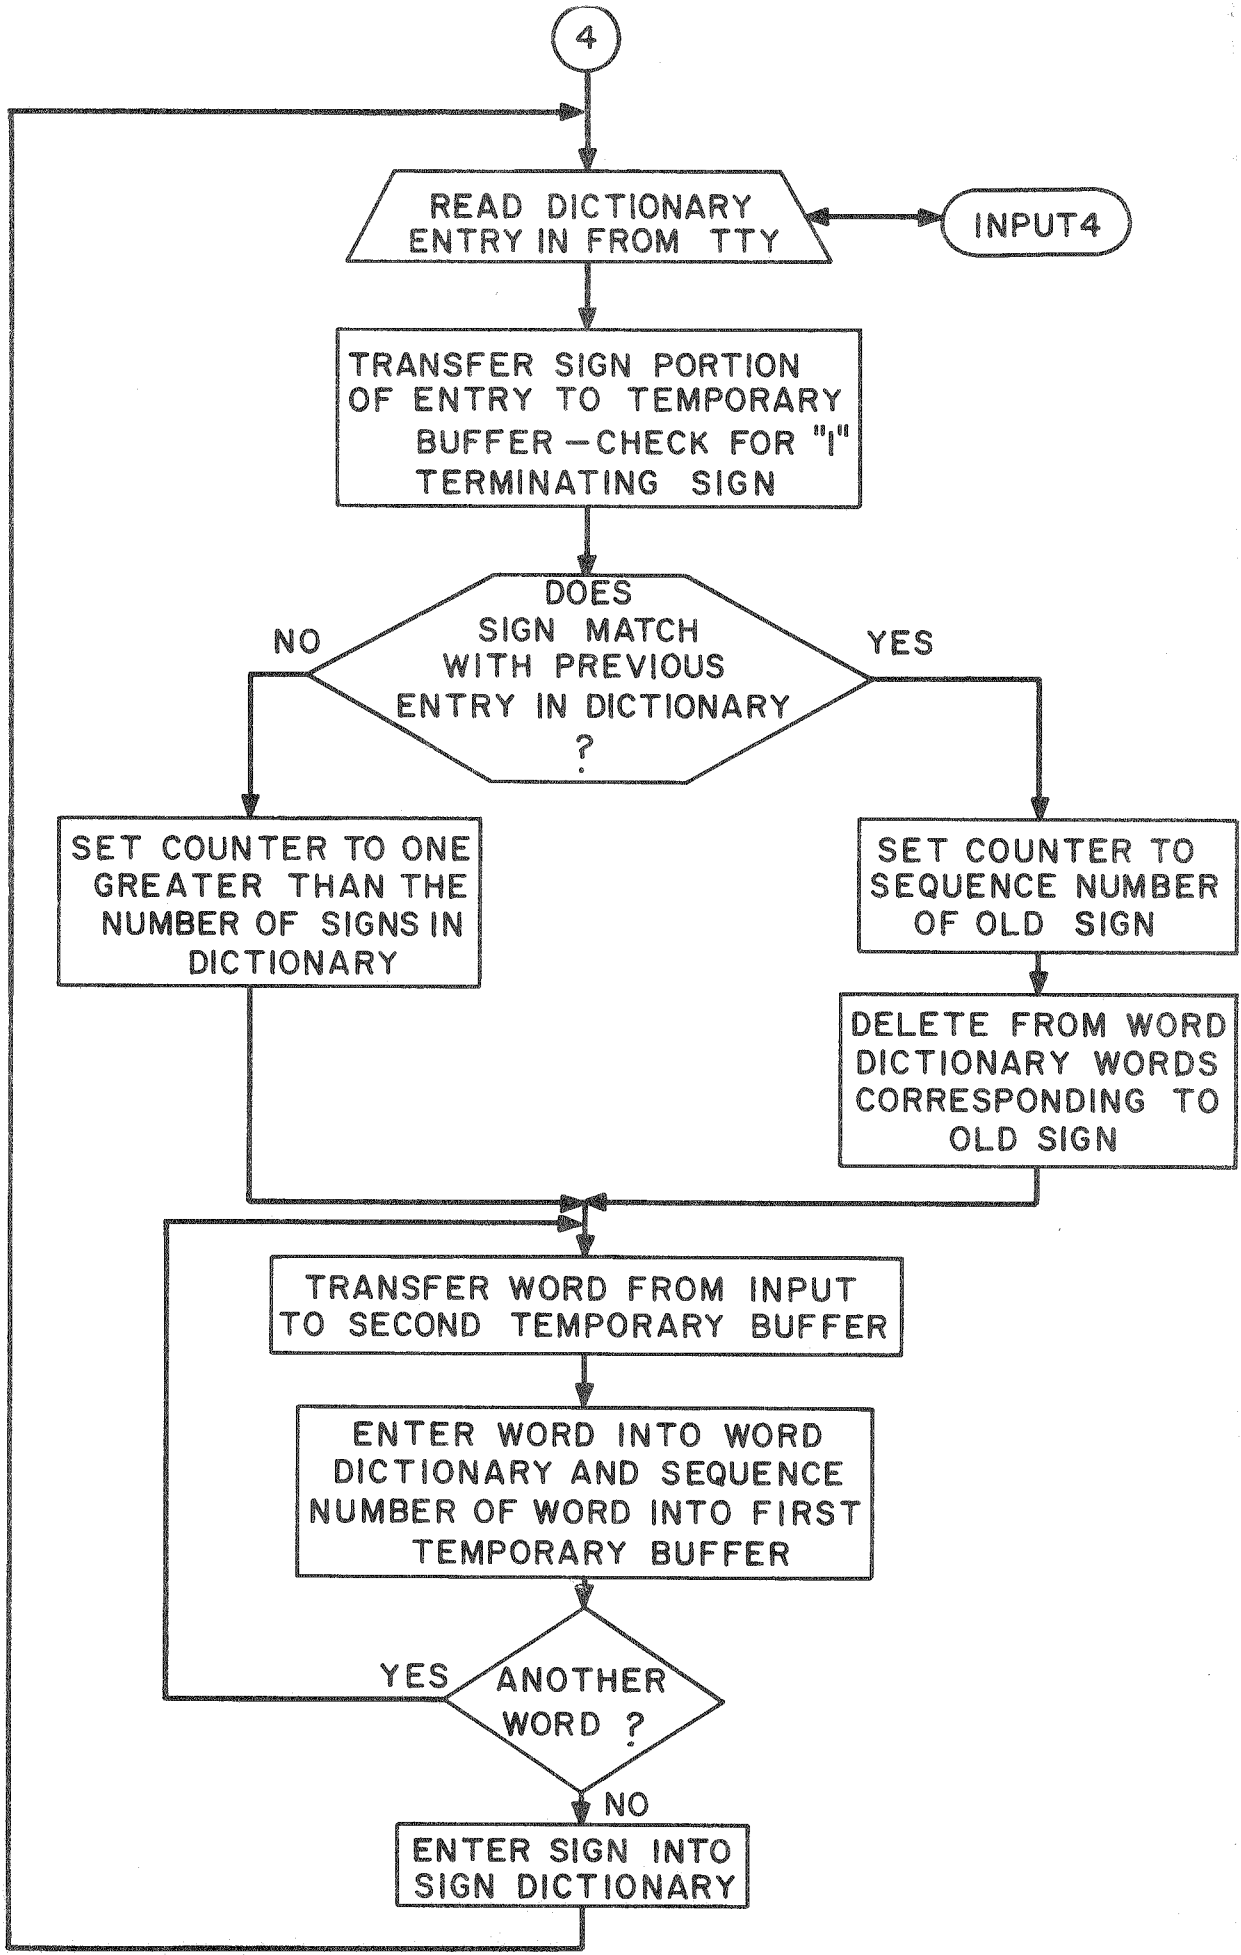 4
READ DICTIONARY
ENTRY IN FROM TTY
INPUT4
TRANSFER SIGN PORTION
OF ENTRY TO TEMPORARY
BUFFER — CHECK FOR "1"
TERMINATING SIGN
DOES
SIGN MATCH
WITH PREVIOUS
ENTRY IN DICTIONARY
?
NO
YES
SET COUNTER TO ONE
GREATER THAN THE
NUMBER OF SIGNS IN
DICTIONARY
SET COUNTER TO
SEQUENCE NUMBER
OF OLD SIGN
DELETE FROM WORD
DICTIONARY WORDS
CORRESPONDING TO
OLD SIGN
TRANSFER WORD FROM INPUT
TO SECOND TEMPORARY BUFFER
ENTER WORD INTO WORD
DICTIONARY AND SEQUENCE
NUMBER OF WORD INTO FIRST
TEMPORARY BUFFER
YES
ANOTHER
WORD ?
NO
ENTER SIGN INTO
SIGN DICTIONARY